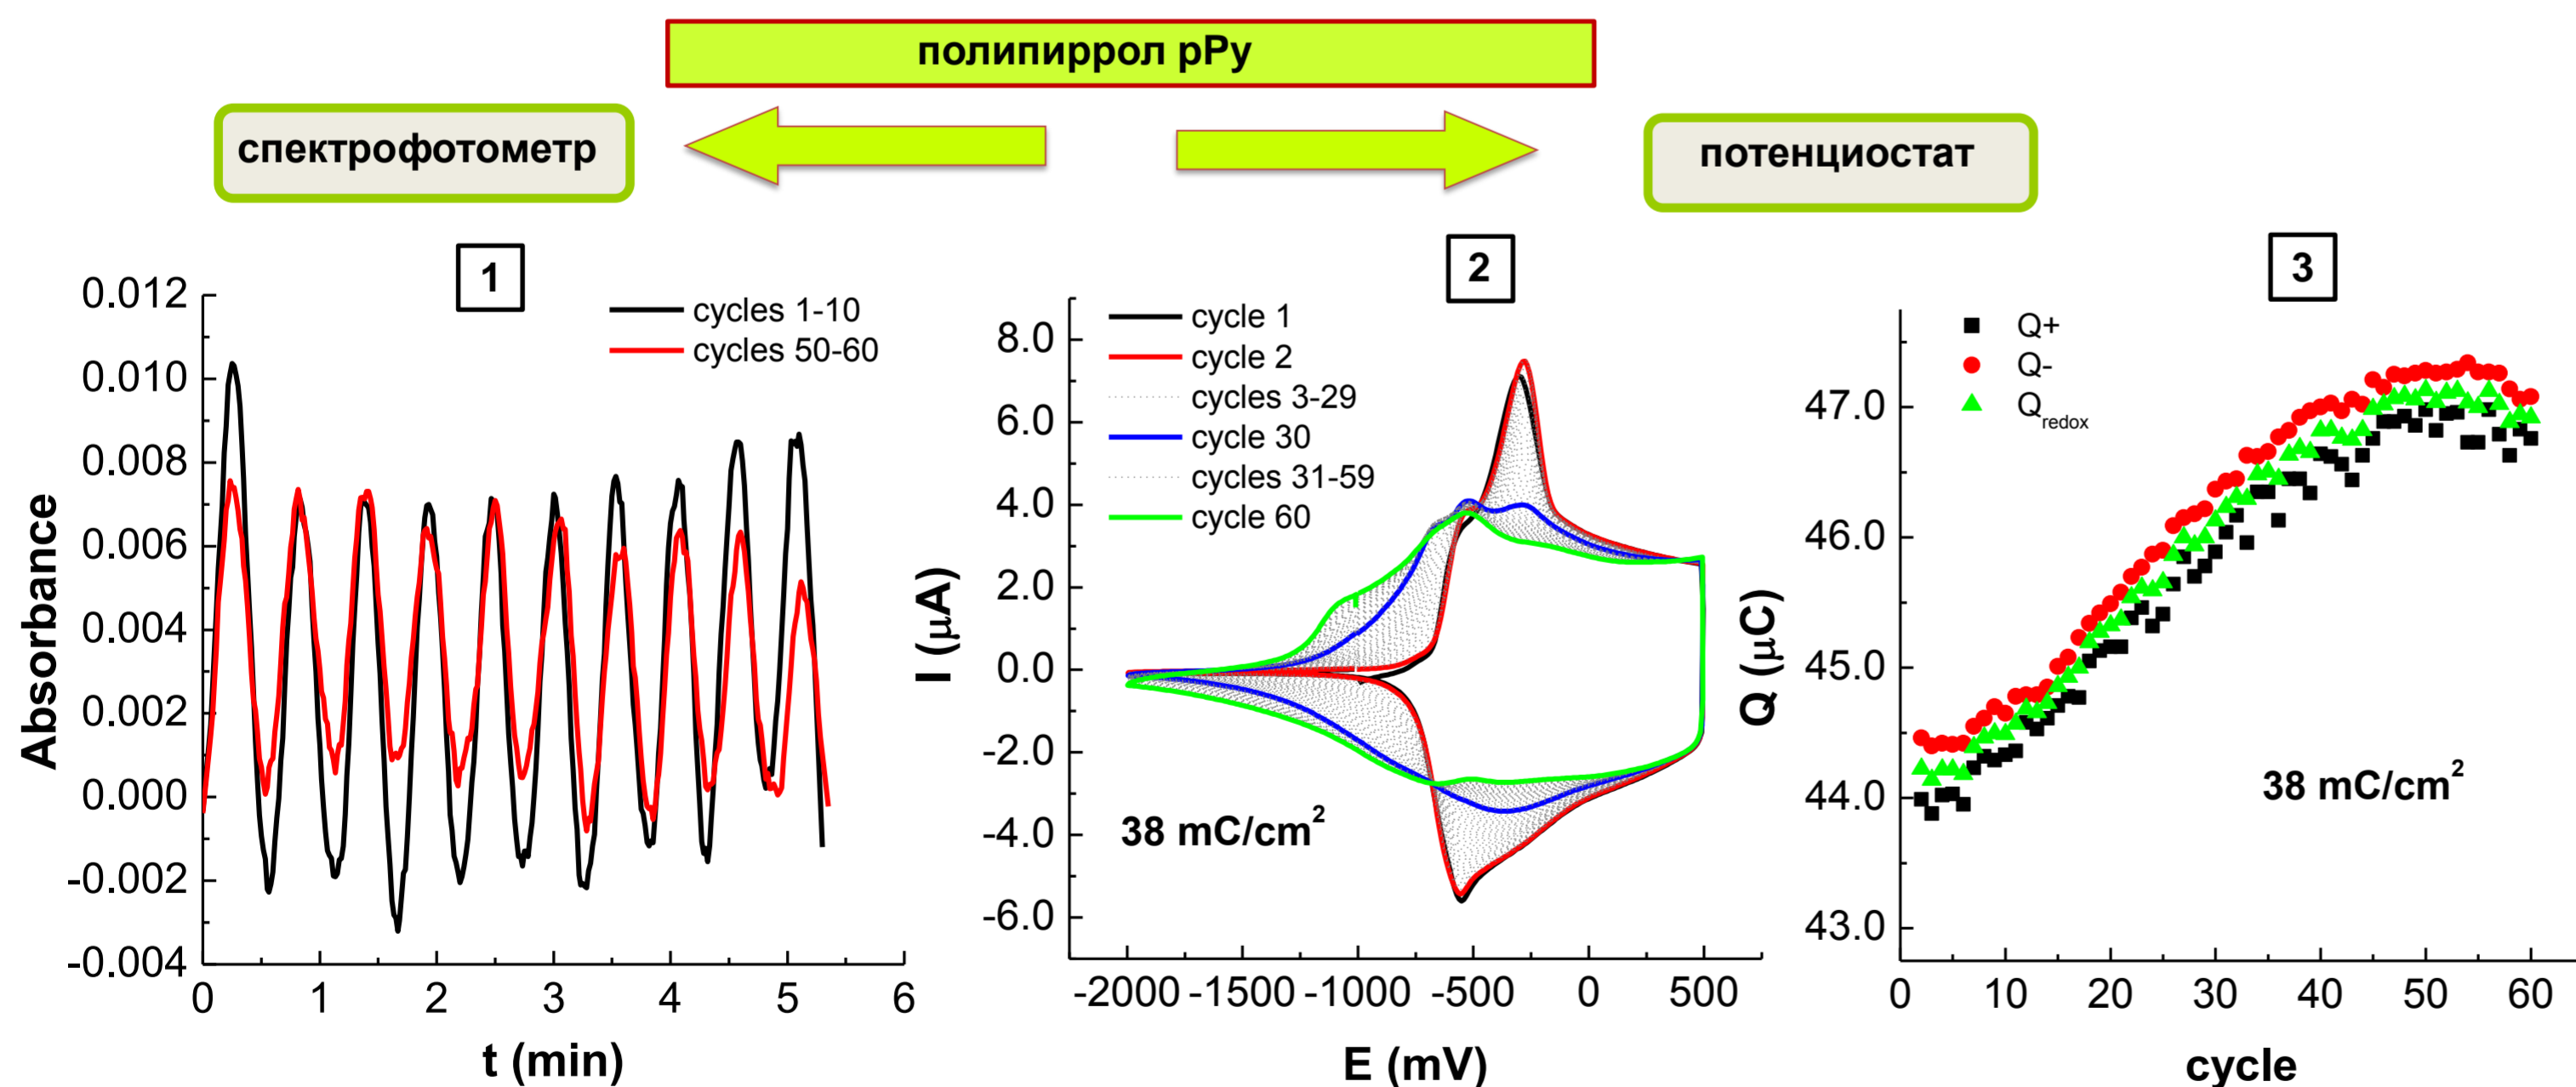 полипиррол pPy
спектрофотометр
потенциостат
1
0.012
0.010
0.008
0.006
0.004
0.002
0.000
-0.002
-0.004
cycles 1-10
cycles 50-60
Absorbance
0 1 2 3 4 5 6
t (min)
2
8.0
6.0
4.0
2.0
0.0
-2.0
-4.0
-6.0
cycle 1
cycle 2
cycles 3-29
cycle 30
cycles 31-59
cycle 60
I (μA)
38 mC/cm²
-2000 -1500 -1000 -500 0 500
E (mV)
3
Q+
Q-
Q redox
47.0
46.0
45.0
44.0
43.0
Q (μC)
38 mC/cm²
0 10 20 30 40 50 60
cycle